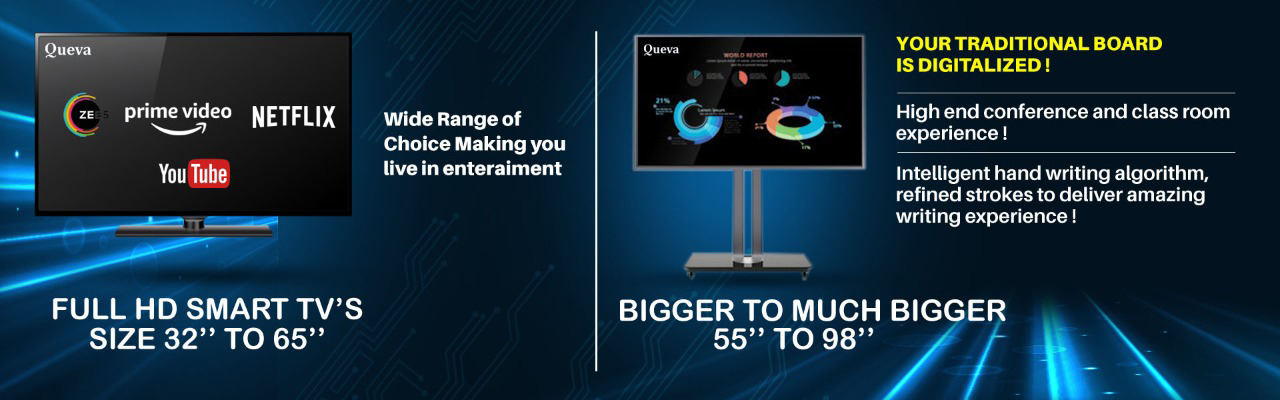 Queva
ZEE5
prime video
NETFLIX
YouTube
Wide Range of
Choice Making you
live in enteraiment
FULL HD SMART TV’S
SIZE 32’’ TO 65’’
Queva
WORLD REPORT
21%
17%
BIGGER TO MUCH BIGGER
55’’ TO 98’’
YOUR TRADITIONAL BOARD
IS DIGITALIZED !
High end conference and class room
experience !
Intelligent hand writing algorithm,
refined strokes to deliver amazing
writing experience !